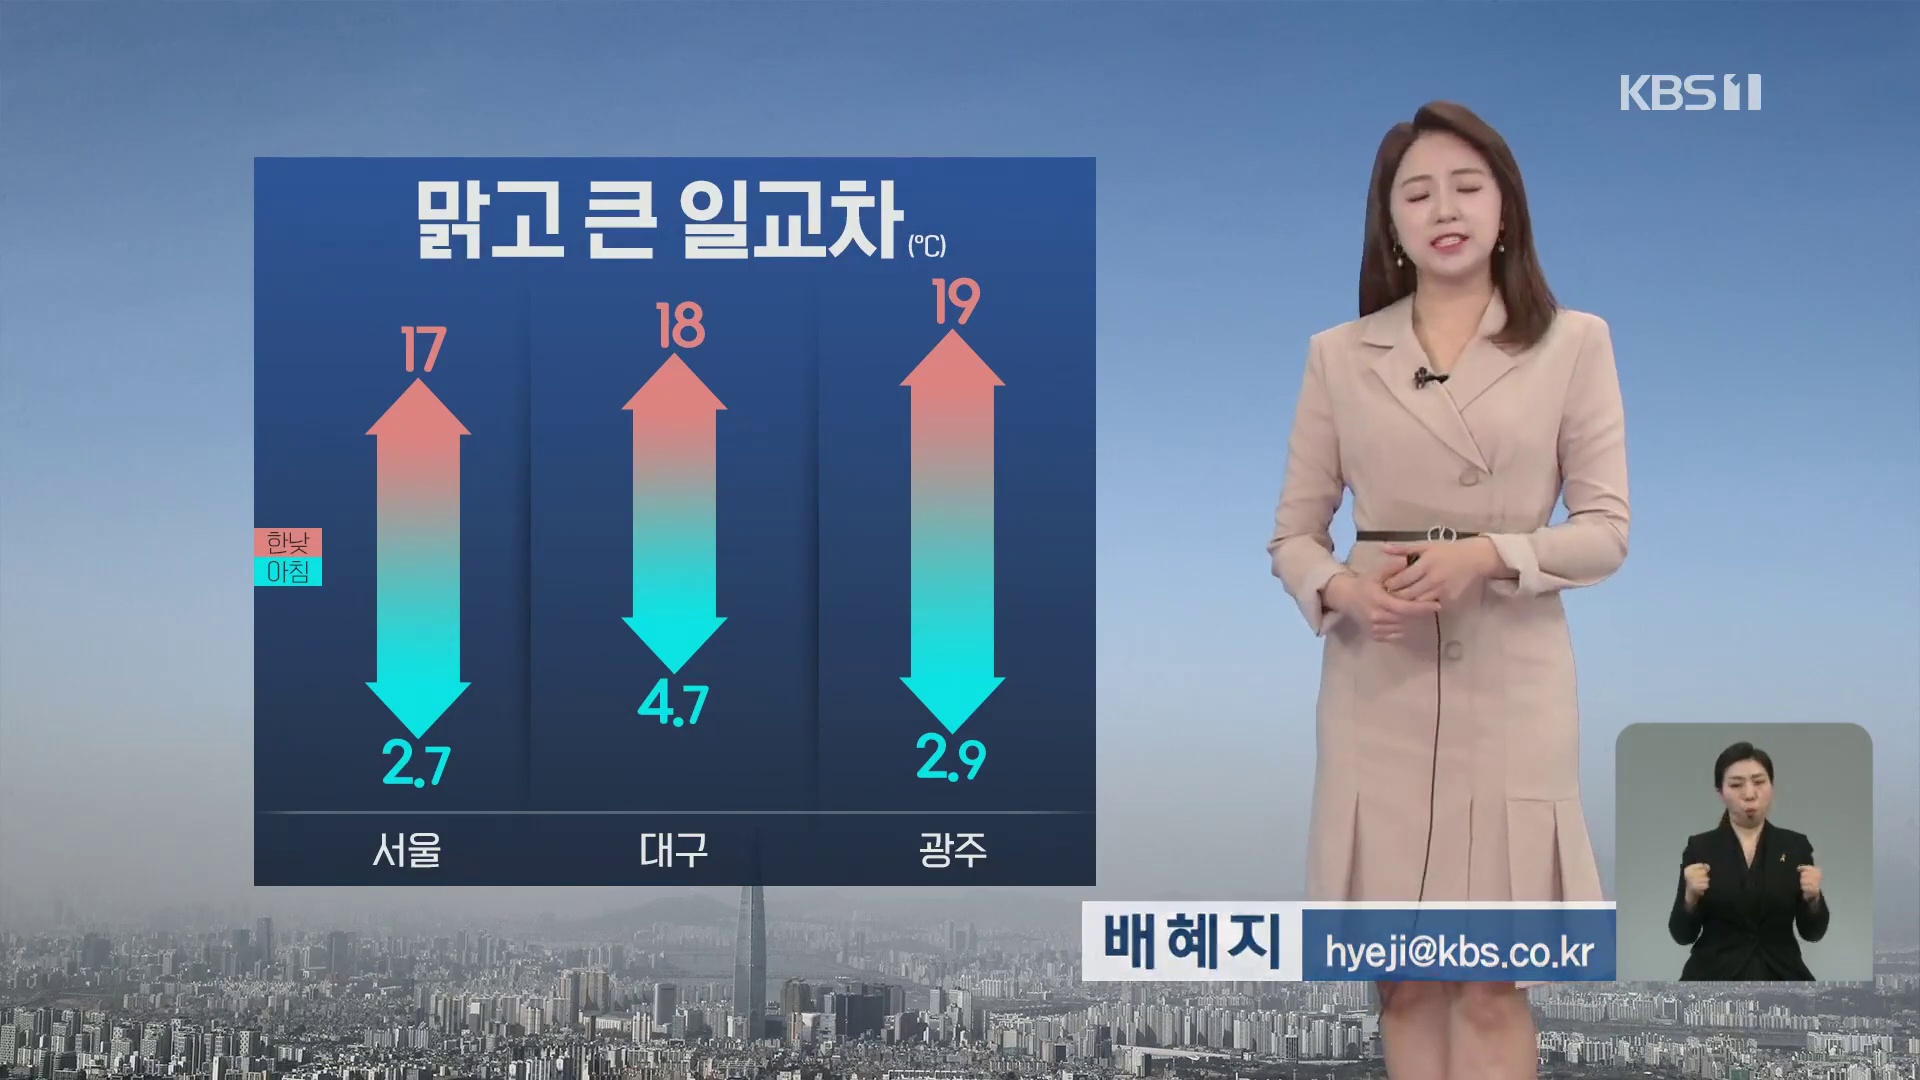 KBS 1
맑고 큰 일교차 (℃)
17
18
19
한낮
아침
2.7
4.7
2.9
서울
대구
광주
배혜지
hyeji@kbs.co.kr